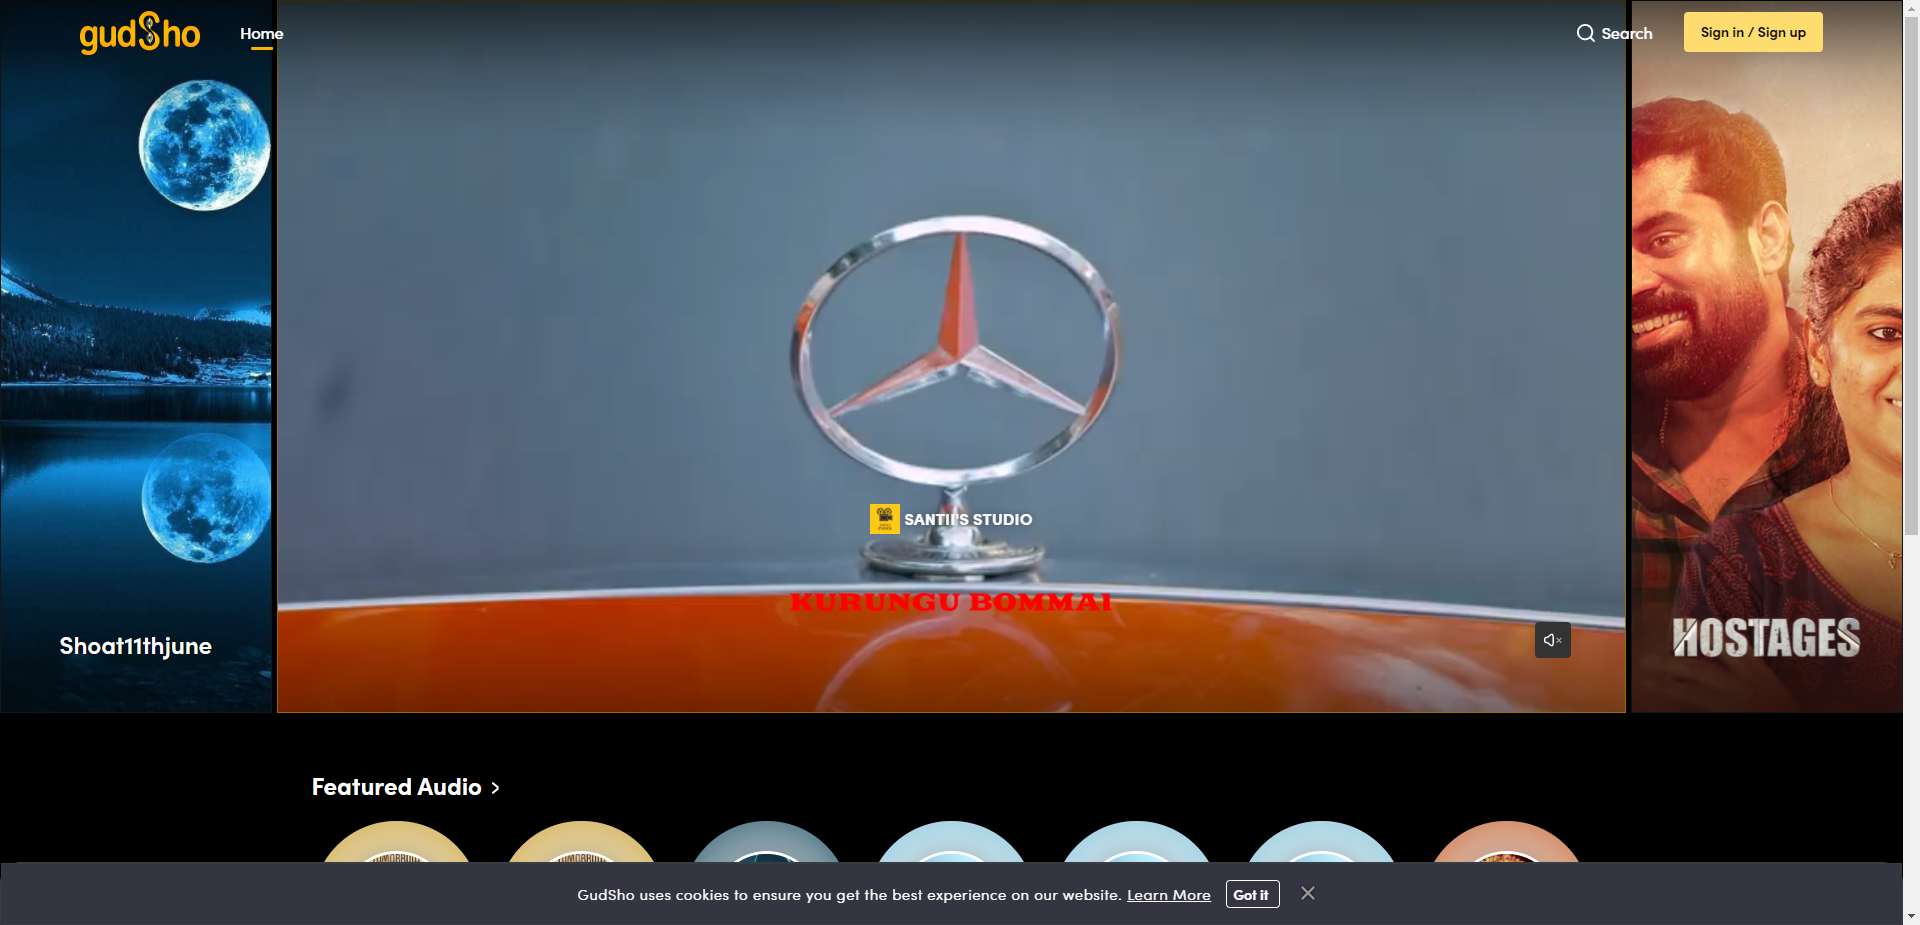 gudSho
Home
Search
Sign in / Sign up
SANTII'S STUDIO
KURUNGU BOMMAI
Shoat11thjune
HOSTAGES
Featured Audio >
GudSho uses cookies to ensure you get the best experience on our website. Learn More Got it